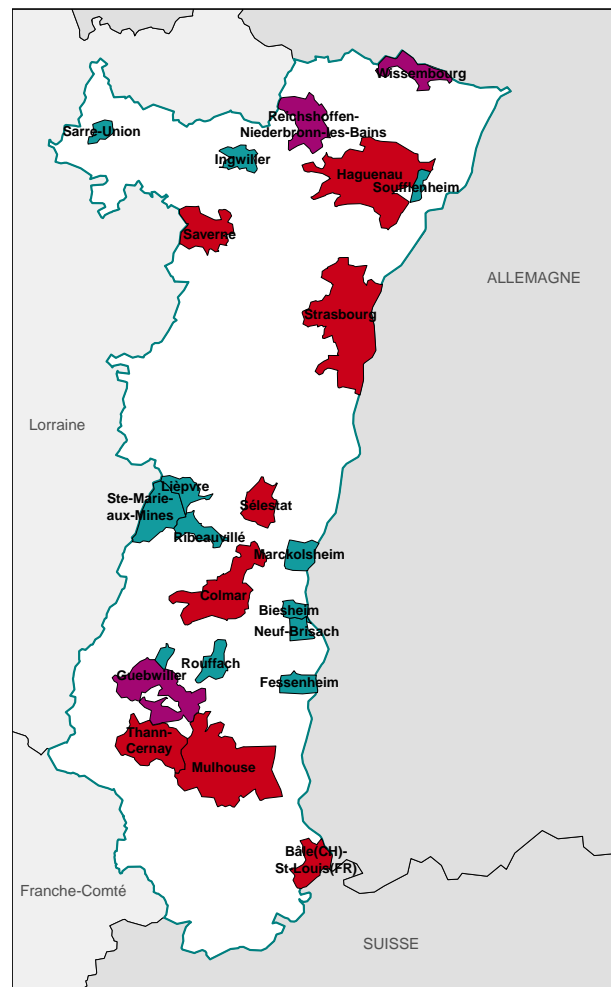 Wissembourg
Reichshoffen-
Niederbronn-les-Bains
Sarre-Union
Ingwiller
Haguenau
Soufflenheim
Saverne
ALLEMAGNE
Strasbourg
Lorraine
Lièpvre
Ste-Marie-
aux-Mines
Sélestat
Ribeauvillé
Marckolsheim
Colmar
Biesheim
Neuf-Brisach
Rouffach
Guebwiller
Fessenheim
Thann-
Cernay
Mulhouse
Bâle(CH)-
St-Louis(FR)
Franche-Comté
SUISSE